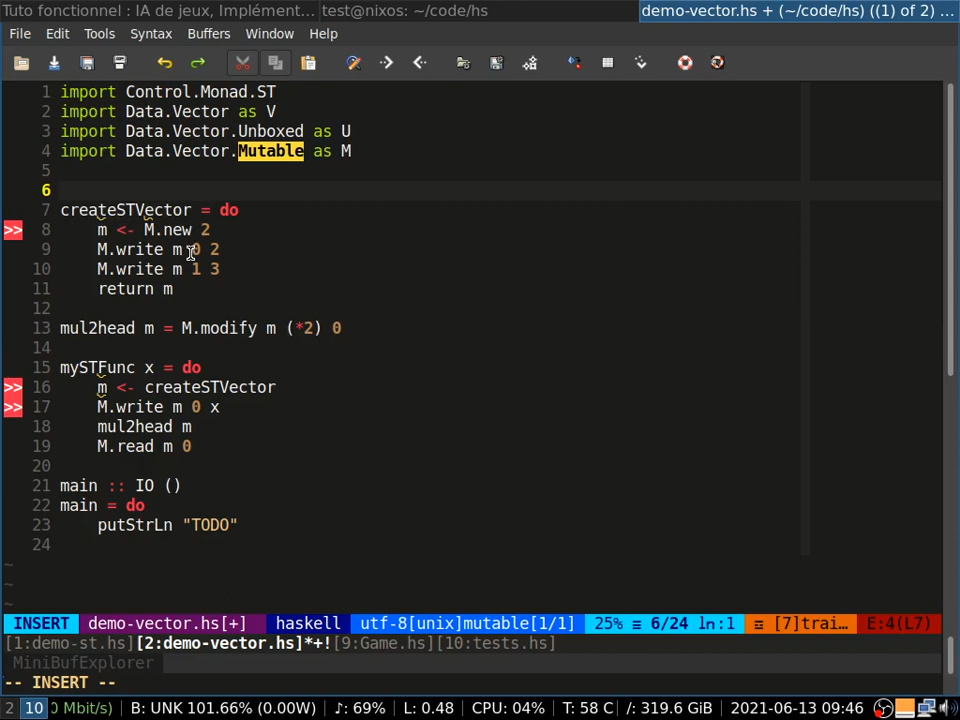 Tuto fonctionnel : IA de jeux, Implément... test@nixos: ~/code/hs demo-vector.hs + (~/code/hs) ((1) of 2) ...
File Edit Tools Syntax Buffers Window Help
1 import Control.Monad.ST
2 import Data.Vector as V
3 import Data.Vector.Unboxed as U
4 import Data.Vector.Mutable as M
5
6
7 createSTVector = do
>> 8 m <- M.new 2
9 M.write m 0 2
10 M.write m 1 3
11 return m
12
13 mul2head m = M.modify m (*2) 0
14
15 mySTFunc x = do
>> 16 m <- createSTVector
>> 17 M.write m 0 x
18 mul2head m
19 M.read m 0
20
21 main :: IO ()
22 main = do
23 putStrLn "TODO"
24
~
~
~
INSERT demo-vector.hs[+] haskell utf-8[unix]mutable[1/1] 25% ≡ 6/24 ln:1 ☲ [7]trai... E:4(L7)
[1:demo-st.hs][2:demo-vector.hs]*+![9:Game.hs][10:tests.hs]
MiniBufExplorer
-- INSERT --
2 10 0 Mbit/s) B: UNK 101.66% (0.00W) ♪: 69% L: 0.48 CPU: 04% T: 58 C /: 319.6 GiB 2021-06-13 09:46